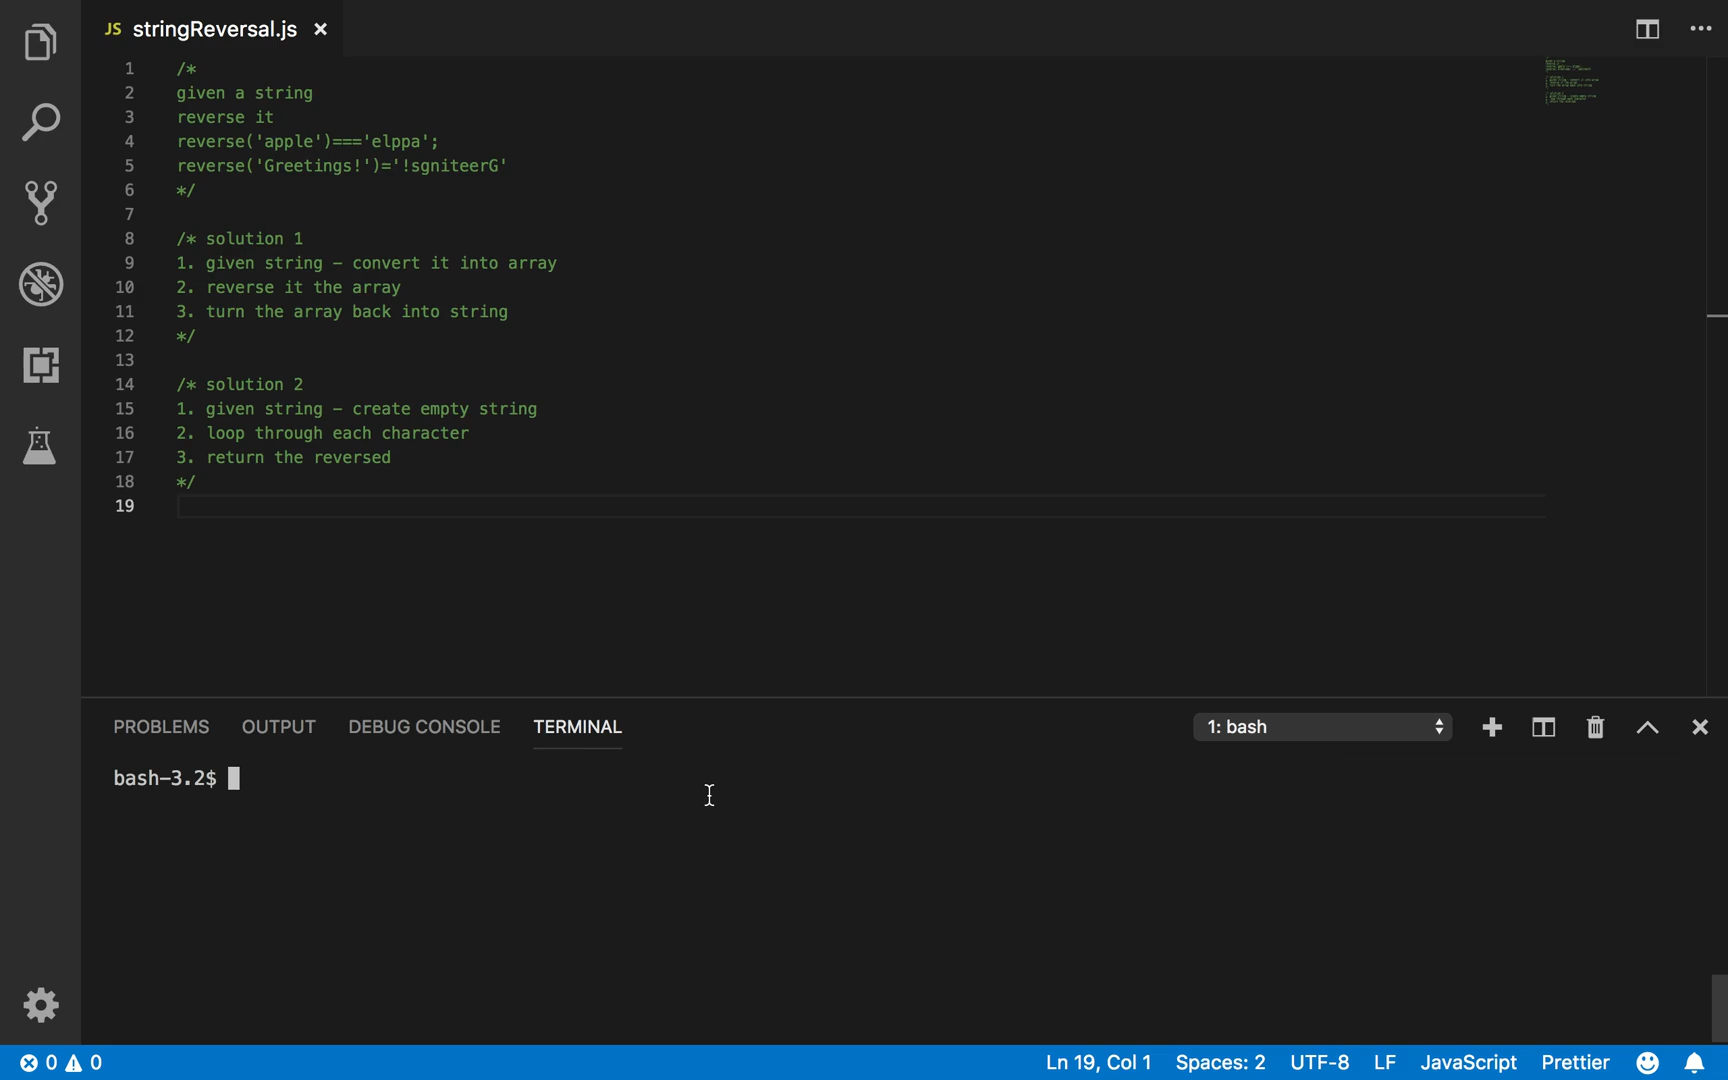 JS stringReversal.js
1 /*
2 given a string
3 reverse it
4 reverse('apple')==='elppa';
5 reverse('Greetings!')='!sgniteerG'
6 */
7
8 /* solution 1
9 1. given string - convert it into array
10 2. reverse it the array
11 3. turn the array back into string
12 */
13
14 /* solution 2
15 1. given string - create empty string
16 2. loop through each character
17 3. return the reversed
18 */
19
PROBLEMS OUTPUT DEBUG CONSOLE TERMINAL 1: bash
bash-3.2$
0 0 Ln 19, Col 1 Spaces: 2 UTF-8 LF JavaScript Prettier